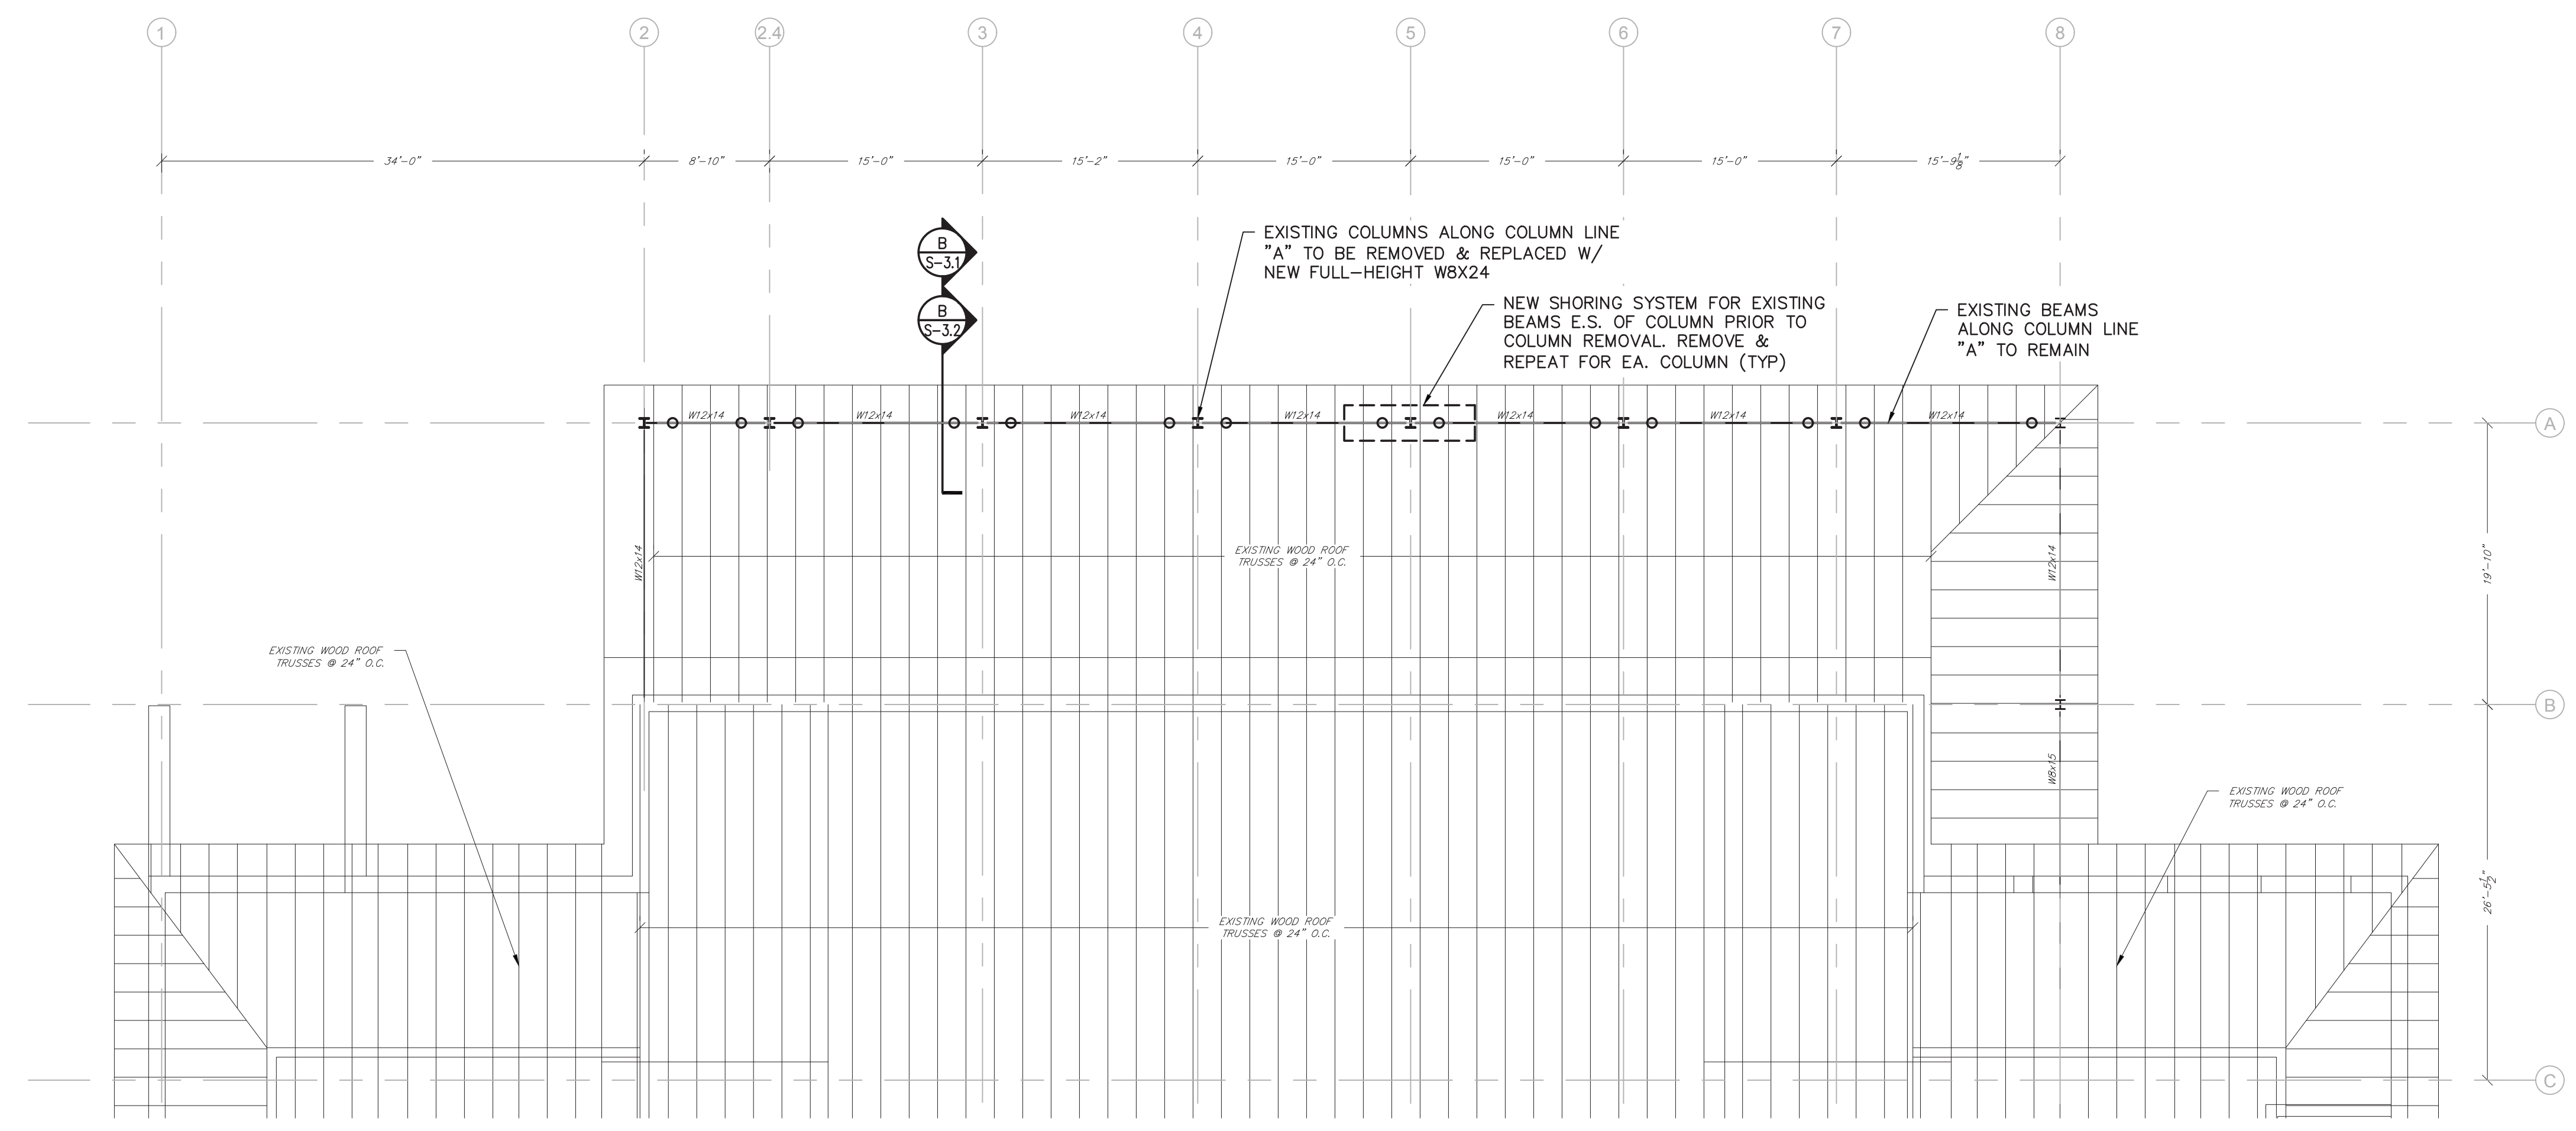 1
2
2.4
3
4
5
6
7
8
34'-0"
8'-10"
15'-0"
15'-2"
15'-0"
15'-0"
15'-0"
15'-9 1/8"
B
S-3.1
B
S-3.2
EXISTING COLUMNS ALONG COLUMN LINE
"A" TO BE REMOVED & REPLACED W/
NEW FULL-HEIGHT W8X24
NEW SHORING SYSTEM FOR EXISTING
BEAMS E.S. OF COLUMN PRIOR TO
COLUMN REMOVAL. REMOVE &
REPEAT FOR EA. COLUMN (TYP)
EXISTING BEAMS
ALONG COLUMN LINE
"A" TO REMAIN
W12x14
W12x14
W12x14
W12x14
W12x14
W12x14
W12x14
A
W12x14
EXISTING WOOD ROOF
TRUSSES @ 24" O.C.
W12x14
19'-10"
EXISTING WOOD ROOF
TRUSSES @ 24" O.C.
B
W8x15
EXISTING WOOD ROOF
TRUSSES @ 24" O.C.
26'-5 1/2"
EXISTING WOOD ROOF
TRUSSES @ 24" O.C.
C